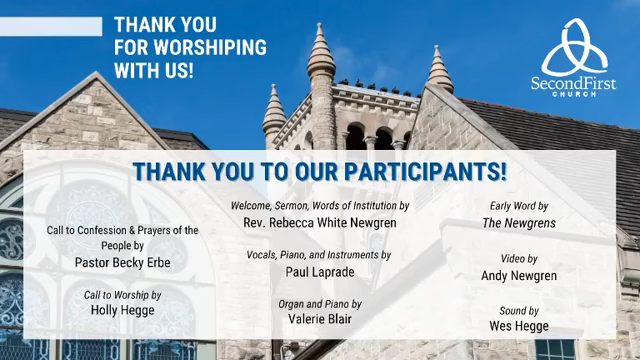 THANK YOU
FOR WORSHIPING
WITH US!
SecondFirst
CHURCH
THANK YOU TO OUR PARTICIPANTS!
Call to Confession & Prayers of the
People by
Pastor Becky Erbe
Call to Worship by
Holly Hegge
Welcome, Sermon, Words of Institution by
Rev. Rebecca White Newgren
Vocals, Piano, and Instruments by
Paul Laprade
Organ and Piano by
Valerie Blair
Early Word by
The Newgrens
Video by
Andy Newgren
Sound by
Wes Hegge